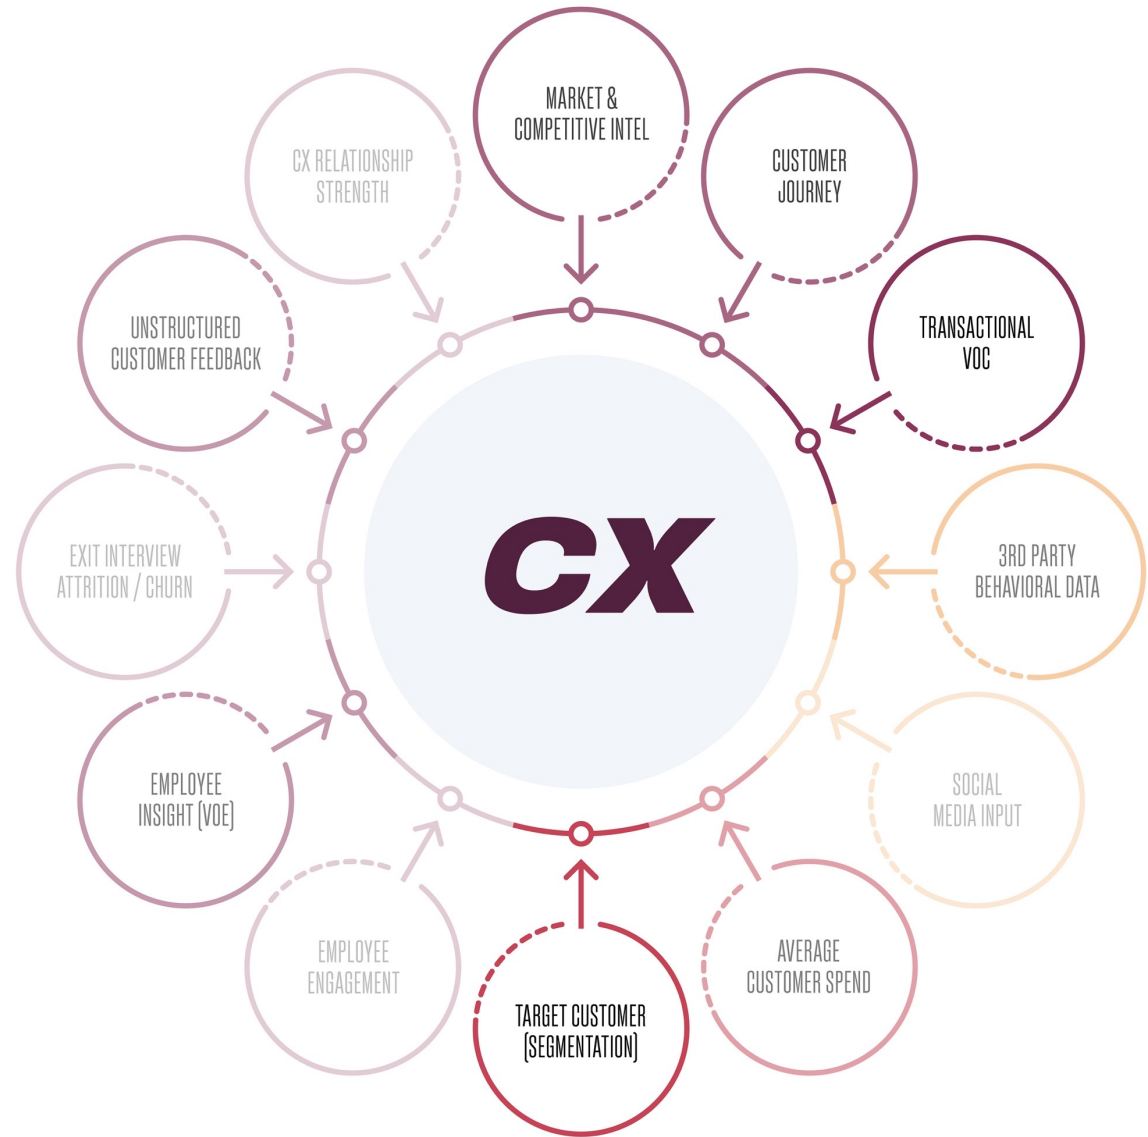 MARKET &
COMPETITIVE INTEL
CUSTOMER
JOURNEY
TRANSACTIONAL
VOC
3RD PARTY
BEHAVIORAL DATA
SOCIAL
MEDIA INPUT
AVERAGE
CUSTOMER SPEND
TARGET CUSTOMER
(SEGMENTATION)
EMPLOYEE
ENGAGEMENT
EMPLOYEE
INSIGHT (VOE)
EXIT INTERVIEW
ATTRITION / CHURN
UNSTRUCTURED
CUSTOMER FEEDBACK
CX RELATIONSHIP
STRENGTH
CX